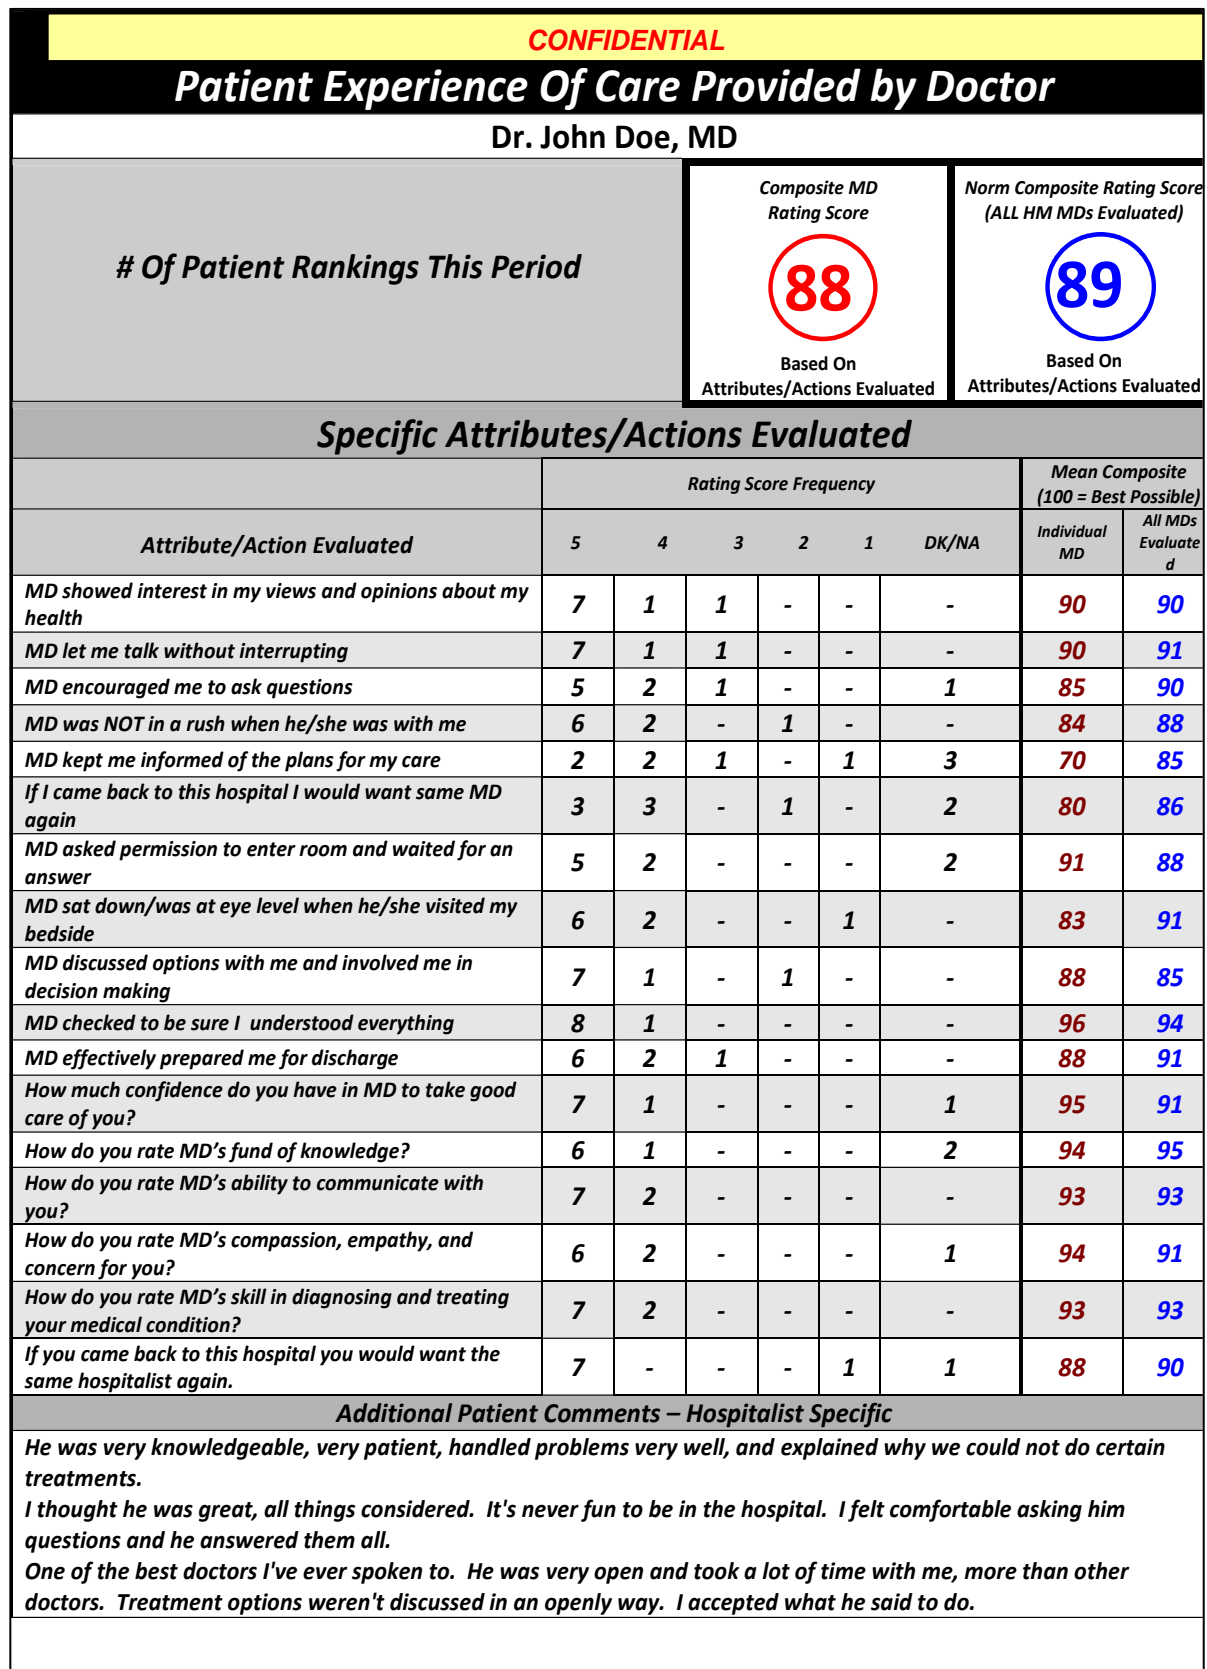 CONFIDENTIAL
Patient Experience Of Care Provided by Doctor
Dr. John Doe, MD
# Of Patient Rankings This Period
Composite MD
Rating Score
88
Based On
Attributes/Actions Evaluated
Norm Composite Rating Score
(ALL HM MDs Evaluated)
89
Based On
Attributes/Actions Evaluated
Specific Attributes/Actions Evaluated
Rating Score Frequency
Mean Composite
(100 = Best Possible)
Attribute/Action Evaluated
5 4 3 2 1 DK/NA
Individual
MD
All MDs
Evaluate
d
MD showed interest in my views and opinions about my
health
7 1 1 - - - 90 90
MD let me talk without interrupting 7 1 1 - - - 90 91
MD encouraged me to ask questions 5 2 1 - - 1 85 90
MD was NOT in a rush when he/she was with me 6 2 - 1 - - 84 88
MD kept me informed of the plans for my care 2 2 1 - 1 3 70 85
If I came back to this hospital I would want same MD
again
3 3 - 1 - 2 80 86
MD asked permission to enter room and waited for an
answer
5 2 - - - 2 91 88
MD sat down/was at eye level when he/she visited my
bedside
6 2 - - 1 - 83 91
MD discussed options with me and involved me in
decision making
7 1 - 1 - - 88 85
MD checked to be sure I  understood everything 8 1 - - - - 96 94
MD effectively prepared me for discharge 6 2 1 - - - 88 91
How much confidence do you have in MD to take good
care of you?
7 1 - - - 1 95 91
How do you rate MD’s fund of knowledge? 6 1 - - - 2 94 95
How do you rate MD’s ability to communicate with
you?
7 2 - - - - 93 93
How do you rate MD’s compassion, empathy, and
concern for you?
6 2 - - - 1 94 91
How do you rate MD’s skill in diagnosing and treating
your medical condition?
7 2 - - - - 93 93
If you came back to this hospital you would want the
same hospitalist again.
7 - - - 1 1 88 90
Additional Patient Comments – Hospitalist Specific
He was very knowledgeable, very patient, handled problems very well, and explained why we could not do certain
treatments.
I thought he was great, all things considered.  It's never fun to be in the hospital.  I felt comfortable asking him
questions and he answered them all.
One of the best doctors I've ever spoken to.  He was very open and took a lot of time with me, more than other
doctors.  Treatment options weren't discussed in an openly way.  I accepted what he said to do.